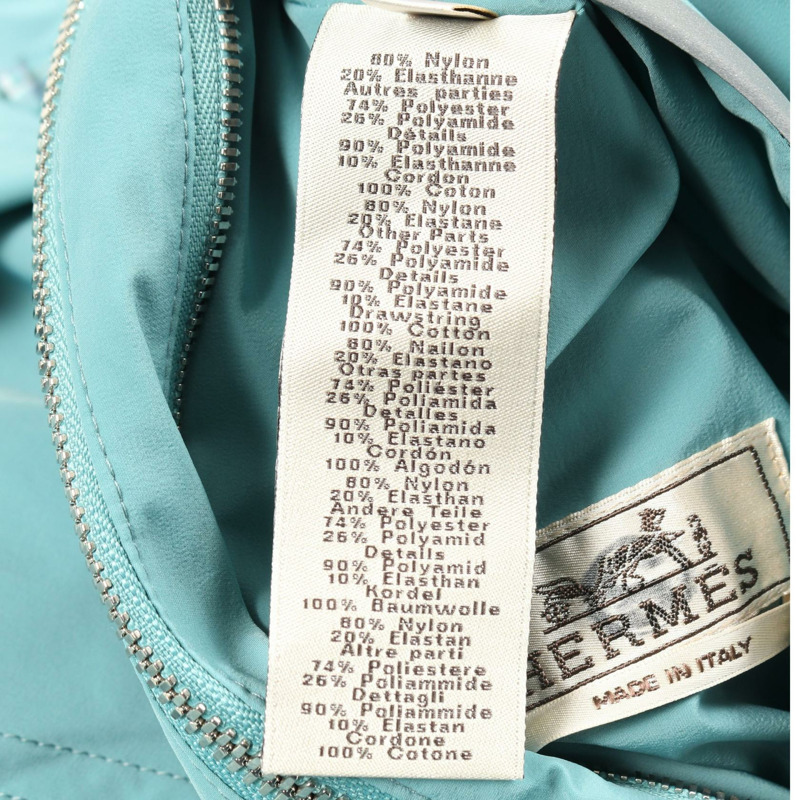 80% Nylon
20% Elasthanne
Autres parties
74% Polyester
26% Polyamide
Détails
90% Polyamide
10% Elasthanne
Cordon
100% Coton
80% Nylon
20% Elastane
Other Parts
74% Polyester
26% Polyamide
Details
90% Polyamide
10% Elastane
Drawstring
100% Cotton
80% Nailon
20% Elastano
Otras partes
74% Poliéster
26% Poliamida
Detalles
90% Poliamida
10% Elastano
Cordón
100% Algodón
80% Nylon
20% Elasthan
Andere Teile
74% Polyester
26% Polyamid
Details
90% Polyamid
10% Elasthan
Kordel
100% Baumwolle
80% Nylon
20% Elastan
Altre parti
74% Poliestere
26% Poliammide
Dettagli
90% Poliammide
10% Elastan
Cordone
100% Cotone
HERMES
MADE IN ITALY